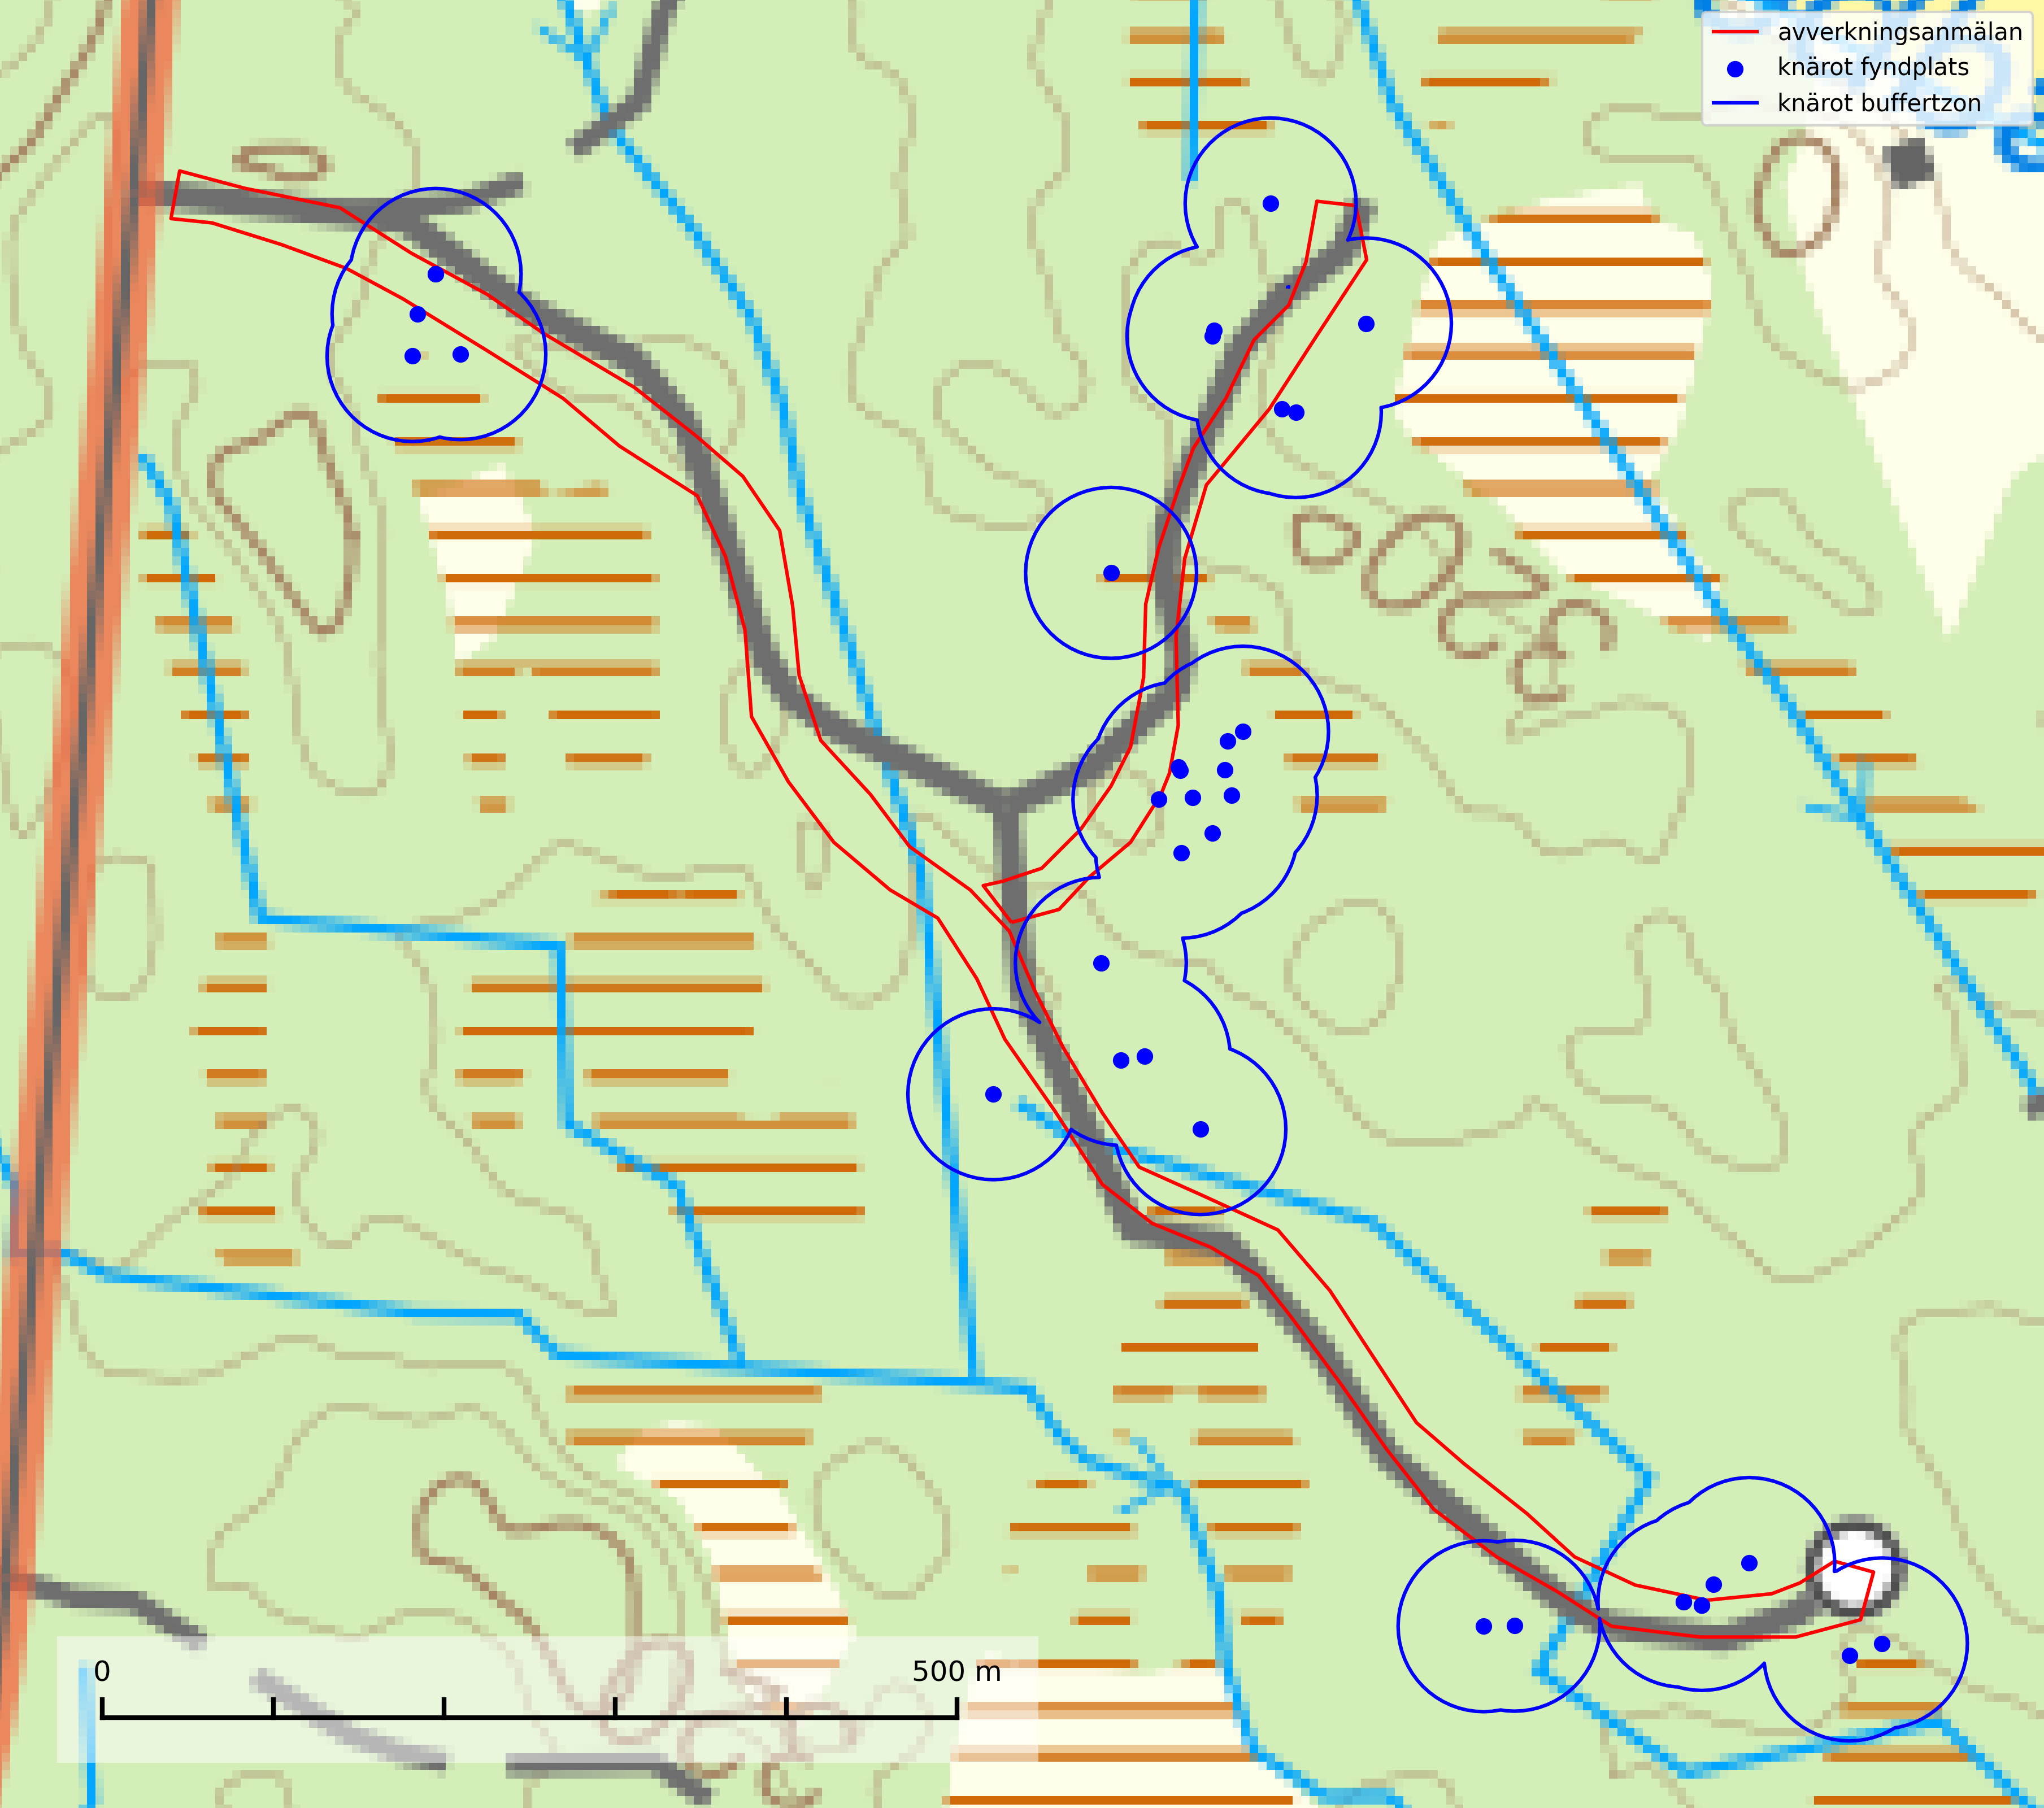 avverkningsanmälan
knärot fyndplats
knärot buffertzon
0 500 m